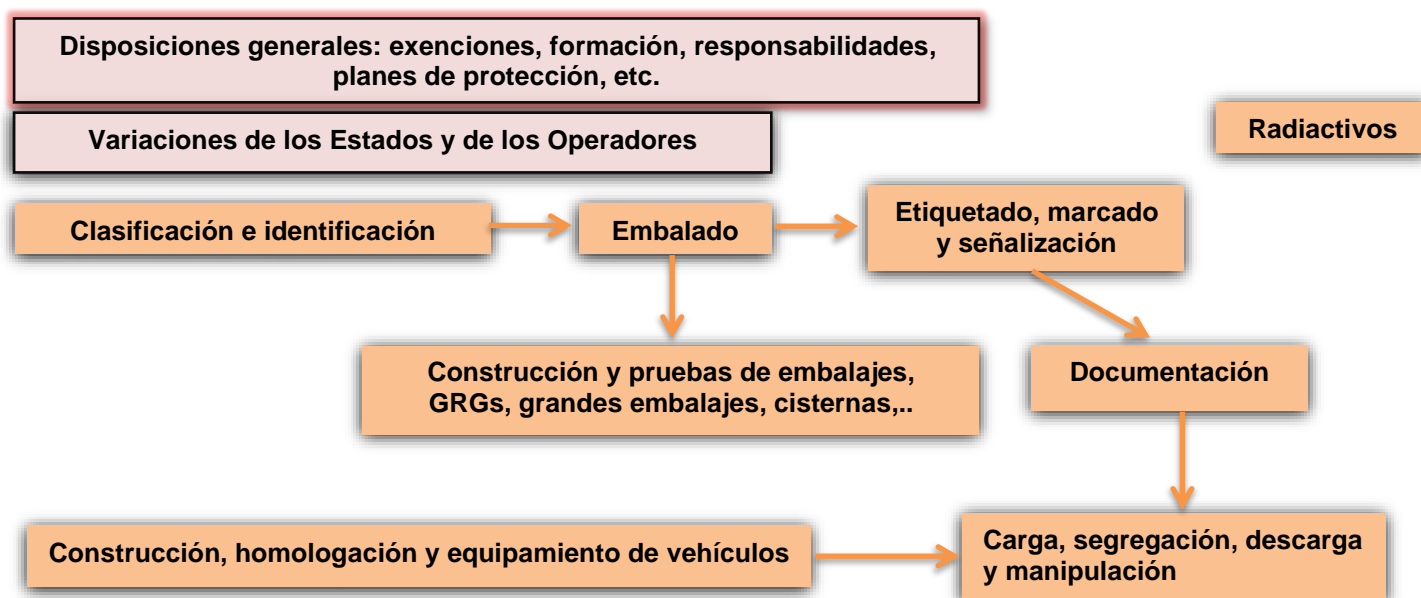 Disposiciones generales: exenciones, formación, responsabilidades,
planes de protección, etc.
Variaciones de los Estados y de los Operadores
Radiactivos
Clasificación e identificación
Embalado
Etiquetado, marcado
y señalización
Construcción y pruebas de embalajes,
GRGs, grandes embalajes, cisternas,..
Documentación
Construcción, homologación y equipamiento de vehículos
Carga, segregación, descarga
y manipulación